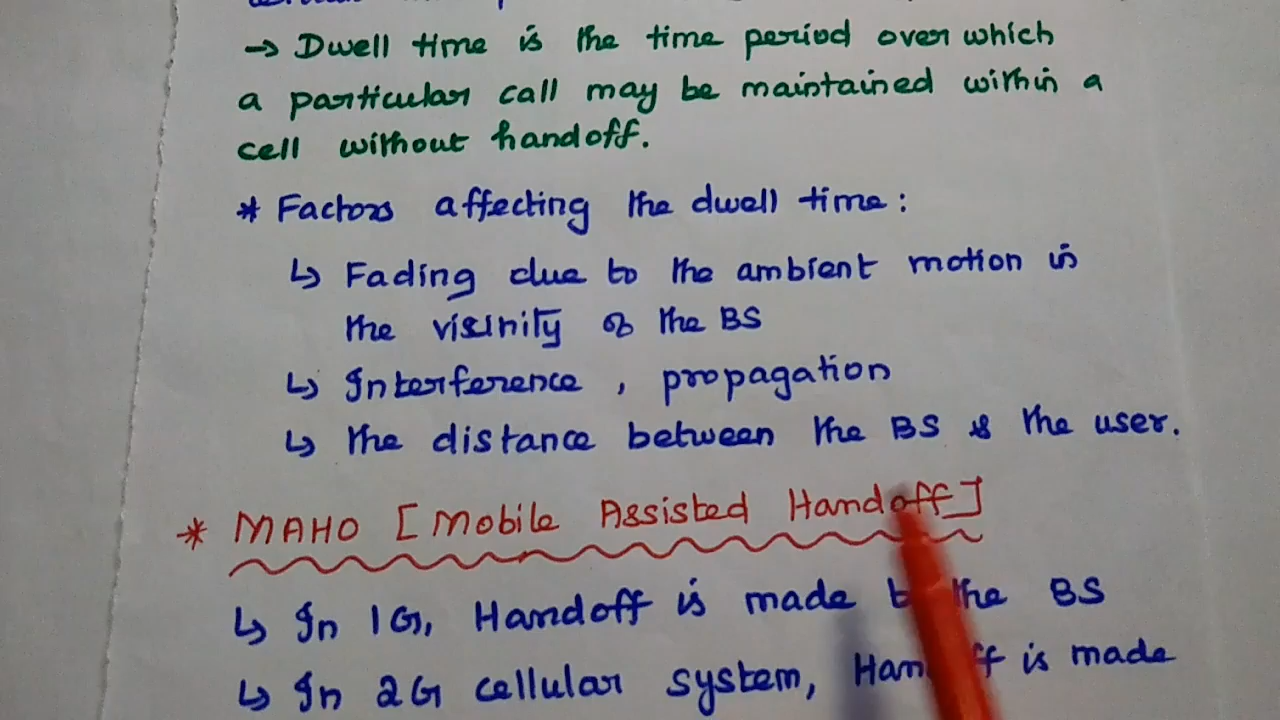 → Dwell time is the time period over which
a particular call may be maintained within a
cell without handoff.
* Factors affecting the dwell time :
↳ Fading due to the ambient motion in
the visinity of the BS
↳ Interference , propagation
↳ the distance between the BS & the user.
* MAHO [Mobile Assisted Handoff]
↳ In 1G, Handoff is made the BS
↳ In 2G cellular system, Handoff is made